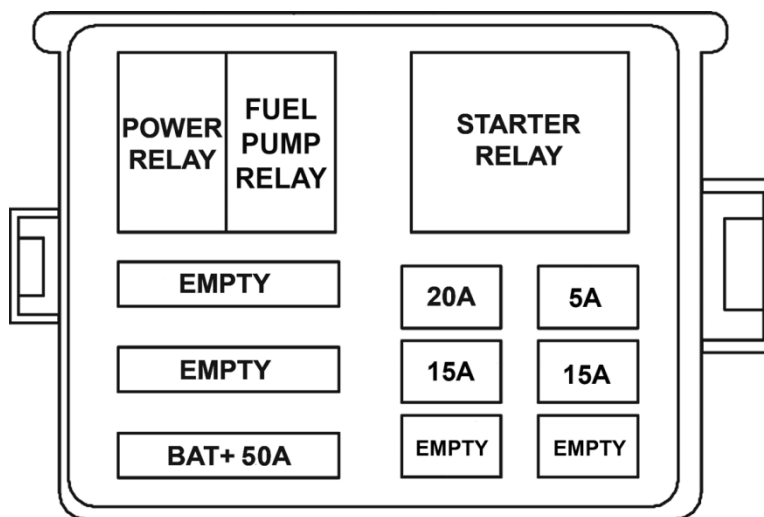 POWER
RELAY
FUEL
PUMP
RELAY
STARTER
RELAY
EMPTY
20A
5A
EMPTY
15A
15A
BAT+ 50A
EMPTY
EMPTY